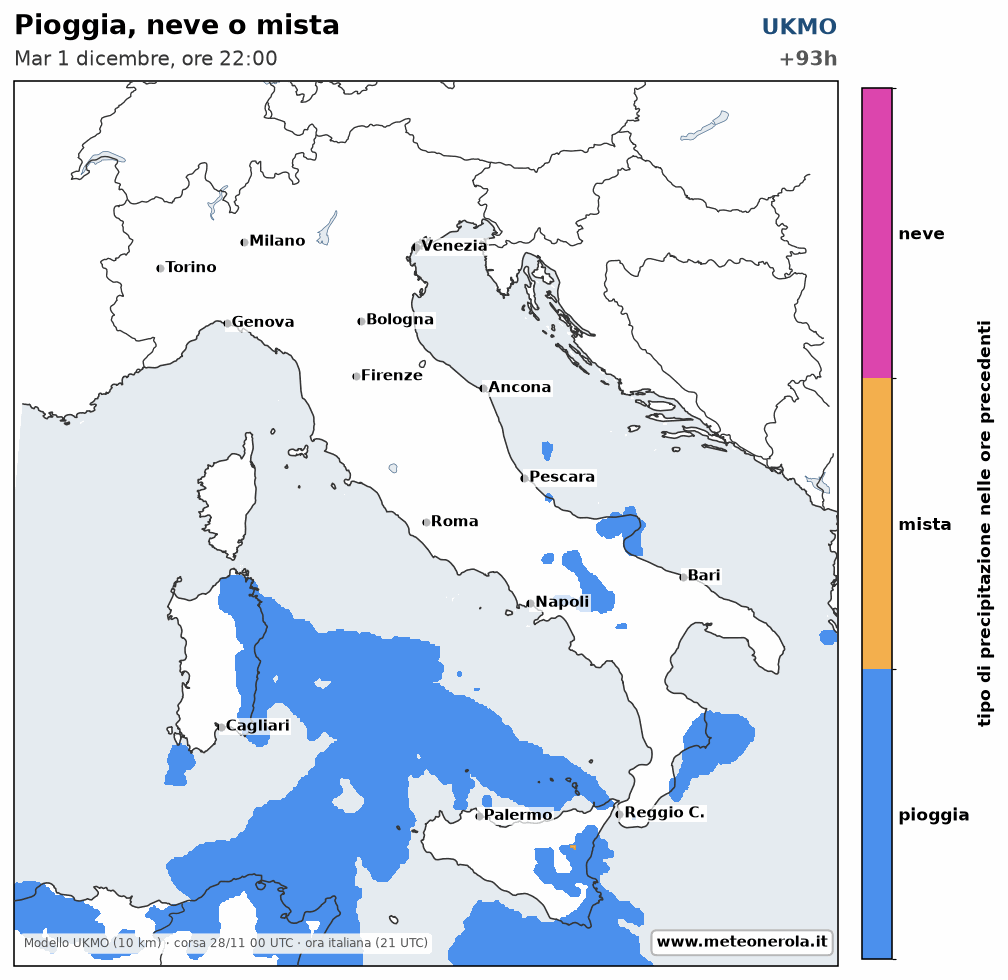 Pioggia, neve o mista
UKMO
Mar 1 dicembre, ore 22:00
+93h
neve
Milano
Venezia
Torino
Genova
Bologna
Firenze
Ancona
Pescara
Roma
mista
Bari
Napoli
Cagliari
Palermo
Reggio C.
pioggia
tipo di precipitazione nelle ore precedenti
Modello UKMO (10 km) · corsa 28/11 00 UTC · ora italiana (21 UTC)
www.meteonerola.it